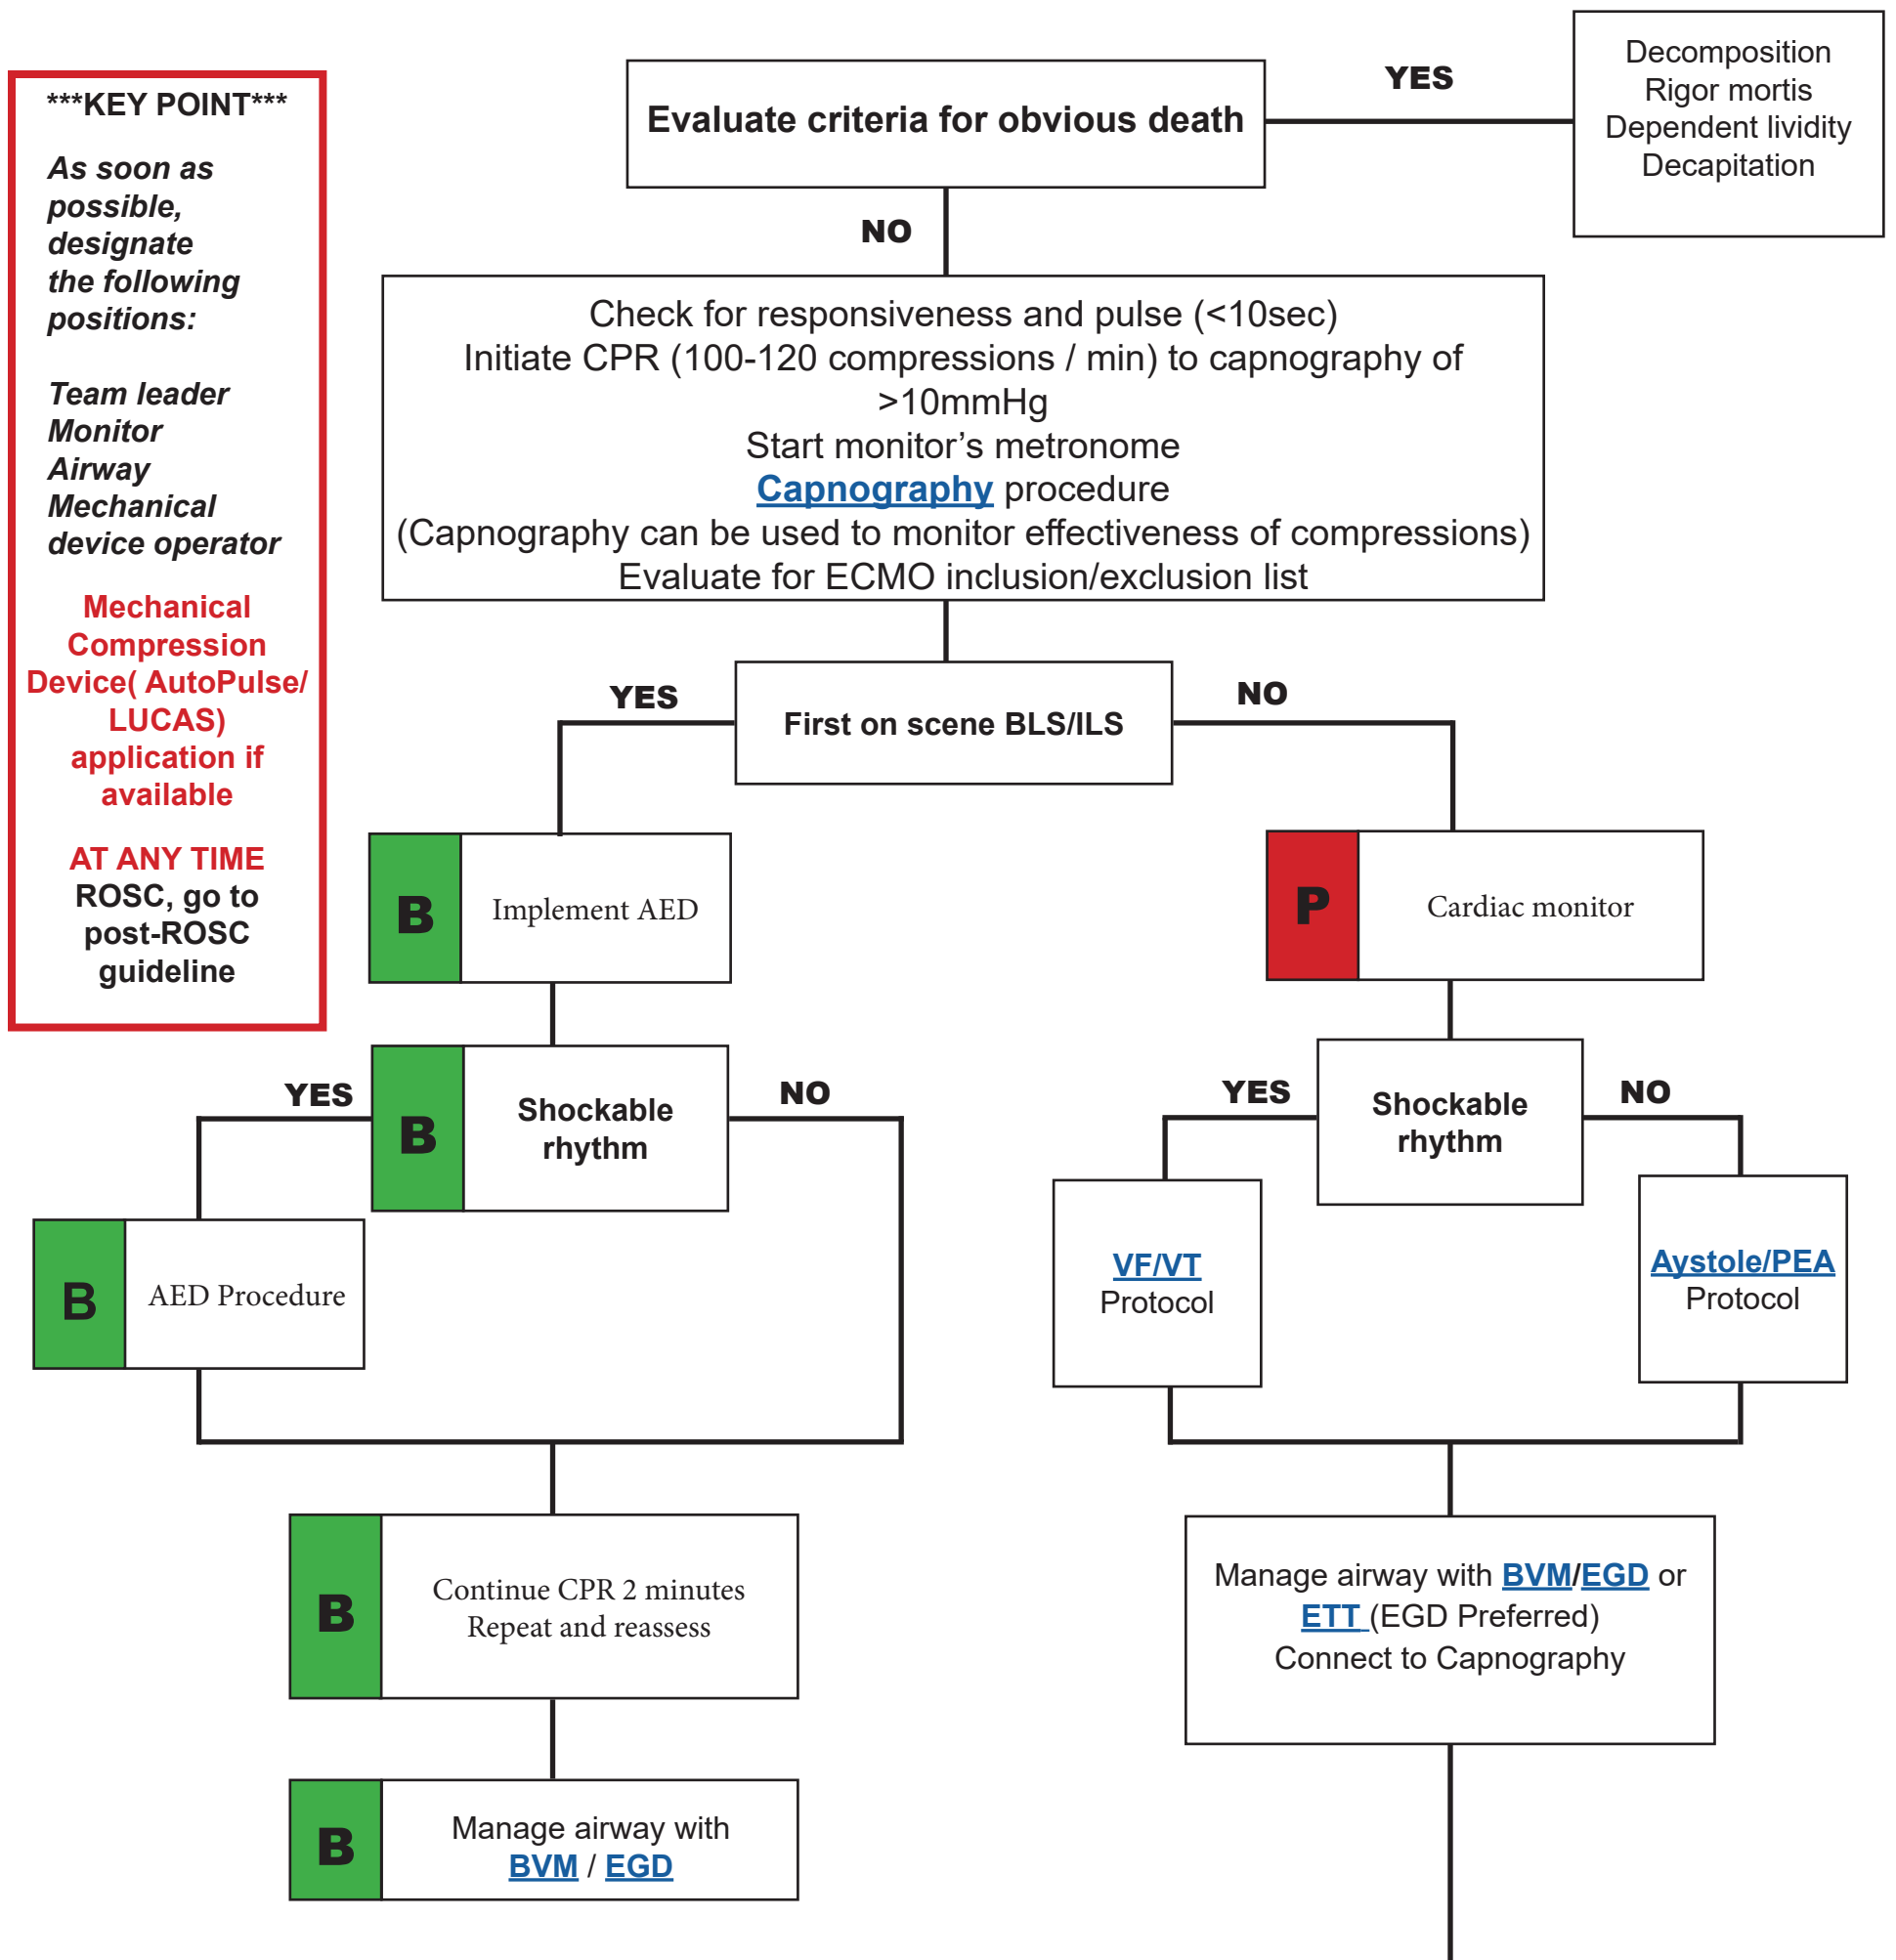 Decomposition
Rigor mortis
Dependent lividity
Decapitation
YES
Evaluate criteria for obvious death
NO
***KEY POINT***
As soon as
possible,
designate
the following
positions:
Team leader
Monitor
Airway
Mechanical
device operator
Mechanical
Compression
Device( AutoPulse/
LUCAS)
application if
available
AT ANY TIME
ROSC, go to
post-ROSC
guideline
Check for responsiveness and pulse (<10sec)
Initiate CPR (100-120 compressions / min) to capnography of
>10mmHg
Start monitor’s metronome
Capnography procedure
(Capnography can be used to monitor effectiveness of compressions)
Evaluate for ECMO inclusion/exclusion list
YES
First on scene BLS/ILS
NO
B
Implement AED
P
Cardiac monitor
YES
B
Shockable
rhythm
NO
YES
Shockable
rhythm
NO
B
AED Procedure
VF/VT
Protocol
Aystole/PEA
Protocol
B
Continue CPR 2 minutes
Repeat and reassess
Manage airway with BVM/EGD or
ETT (EGD Preferred)
Connect to Capnography
B
Manage airway with
BVM / EGD